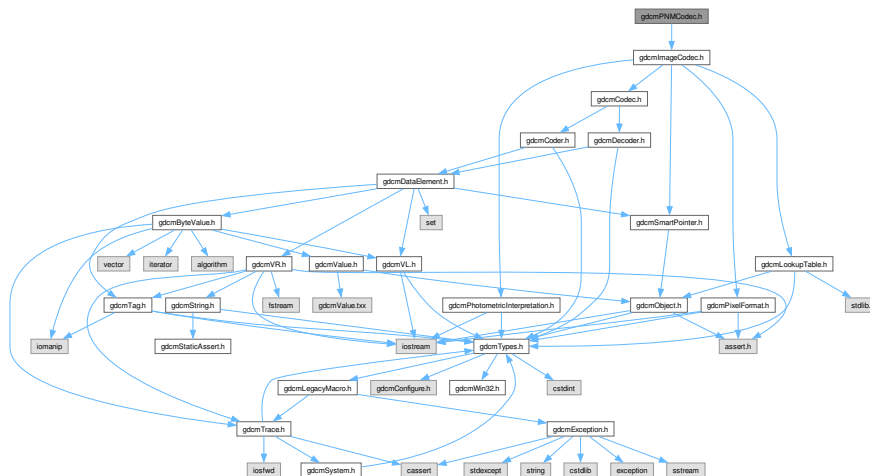 gdcmPNMCodec.h
gdcmImageCodec.h
gdcmCodec.h
gdcmCoder.h
gdcmDecoder.h
gdcmDataElement.h
gdcmByteValue.h
set
gdcmSmartPointer.h
vector
iterator
algorithm
gdcmVR.h
gdcmValue.h
gdcmVL.h
gdcmLookupTable.h
gdcmTag.h
gdcmString.h
fstream
gdcmValue.txx
gdcmPhotometricInterpretation.h
gdcmObject.h
gdcmPixelFormat.h
stdlib.
iomanip
gdcmStaticAssert.h
iostream
gdcmTypes.h
assert.h
gdcmLegacyMacro.h
gdcmConfigure.h
gdcmWin32.h
cstdint
gdcmTrace.h
gdcmException.h
iosfwd
gdcmSystem.h
cassert
stdexcept
string
cstdlib
exception
sstream